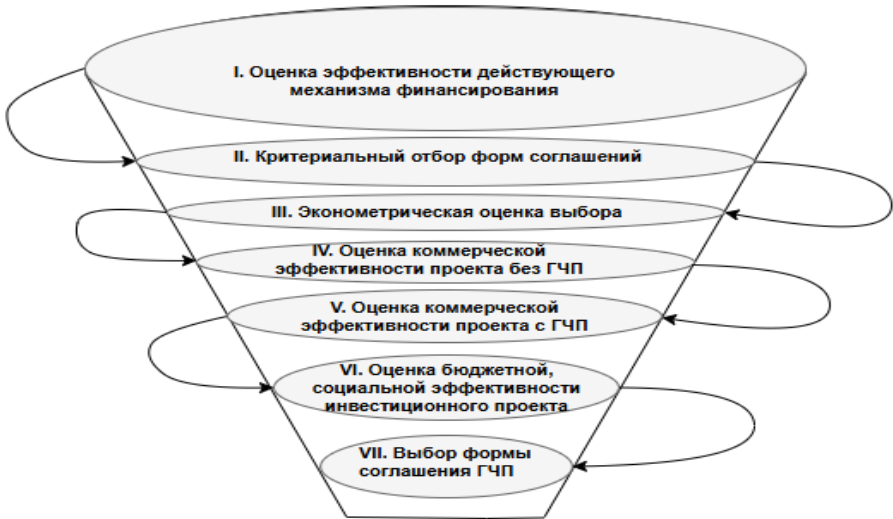 I. Оценка эффективности действующего
механизма финансирования
II. Критериальный отбор форм соглашений
III. Эконометрическая оценка выбора
IV. Оценка коммерческой
эффективности проекта без ГЧП
V. Оценка коммерческой
эффективности проекта с ГЧП
VI. Оценка бюджетной,
социальной эффективности
инвестиционного проекта
VII. Выбор формы
соглашения ГЧП